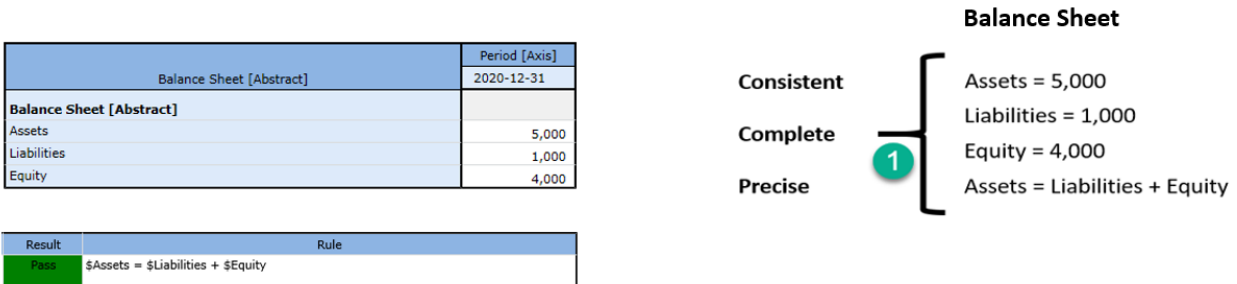 Period [Axis]
Balance Sheet [Abstract] 2020-12-31
Balance Sheet [Abstract]
Assets 5,000
Liabilities 1,000
Equity 4,000
Result Rule
Pass $Assets = $Liabilities + $Equity
Balance Sheet
Consistent
Complete
Precise
1
Assets = 5,000
Liabilities = 1,000
Equity = 4,000
Assets = Liabilities + Equity